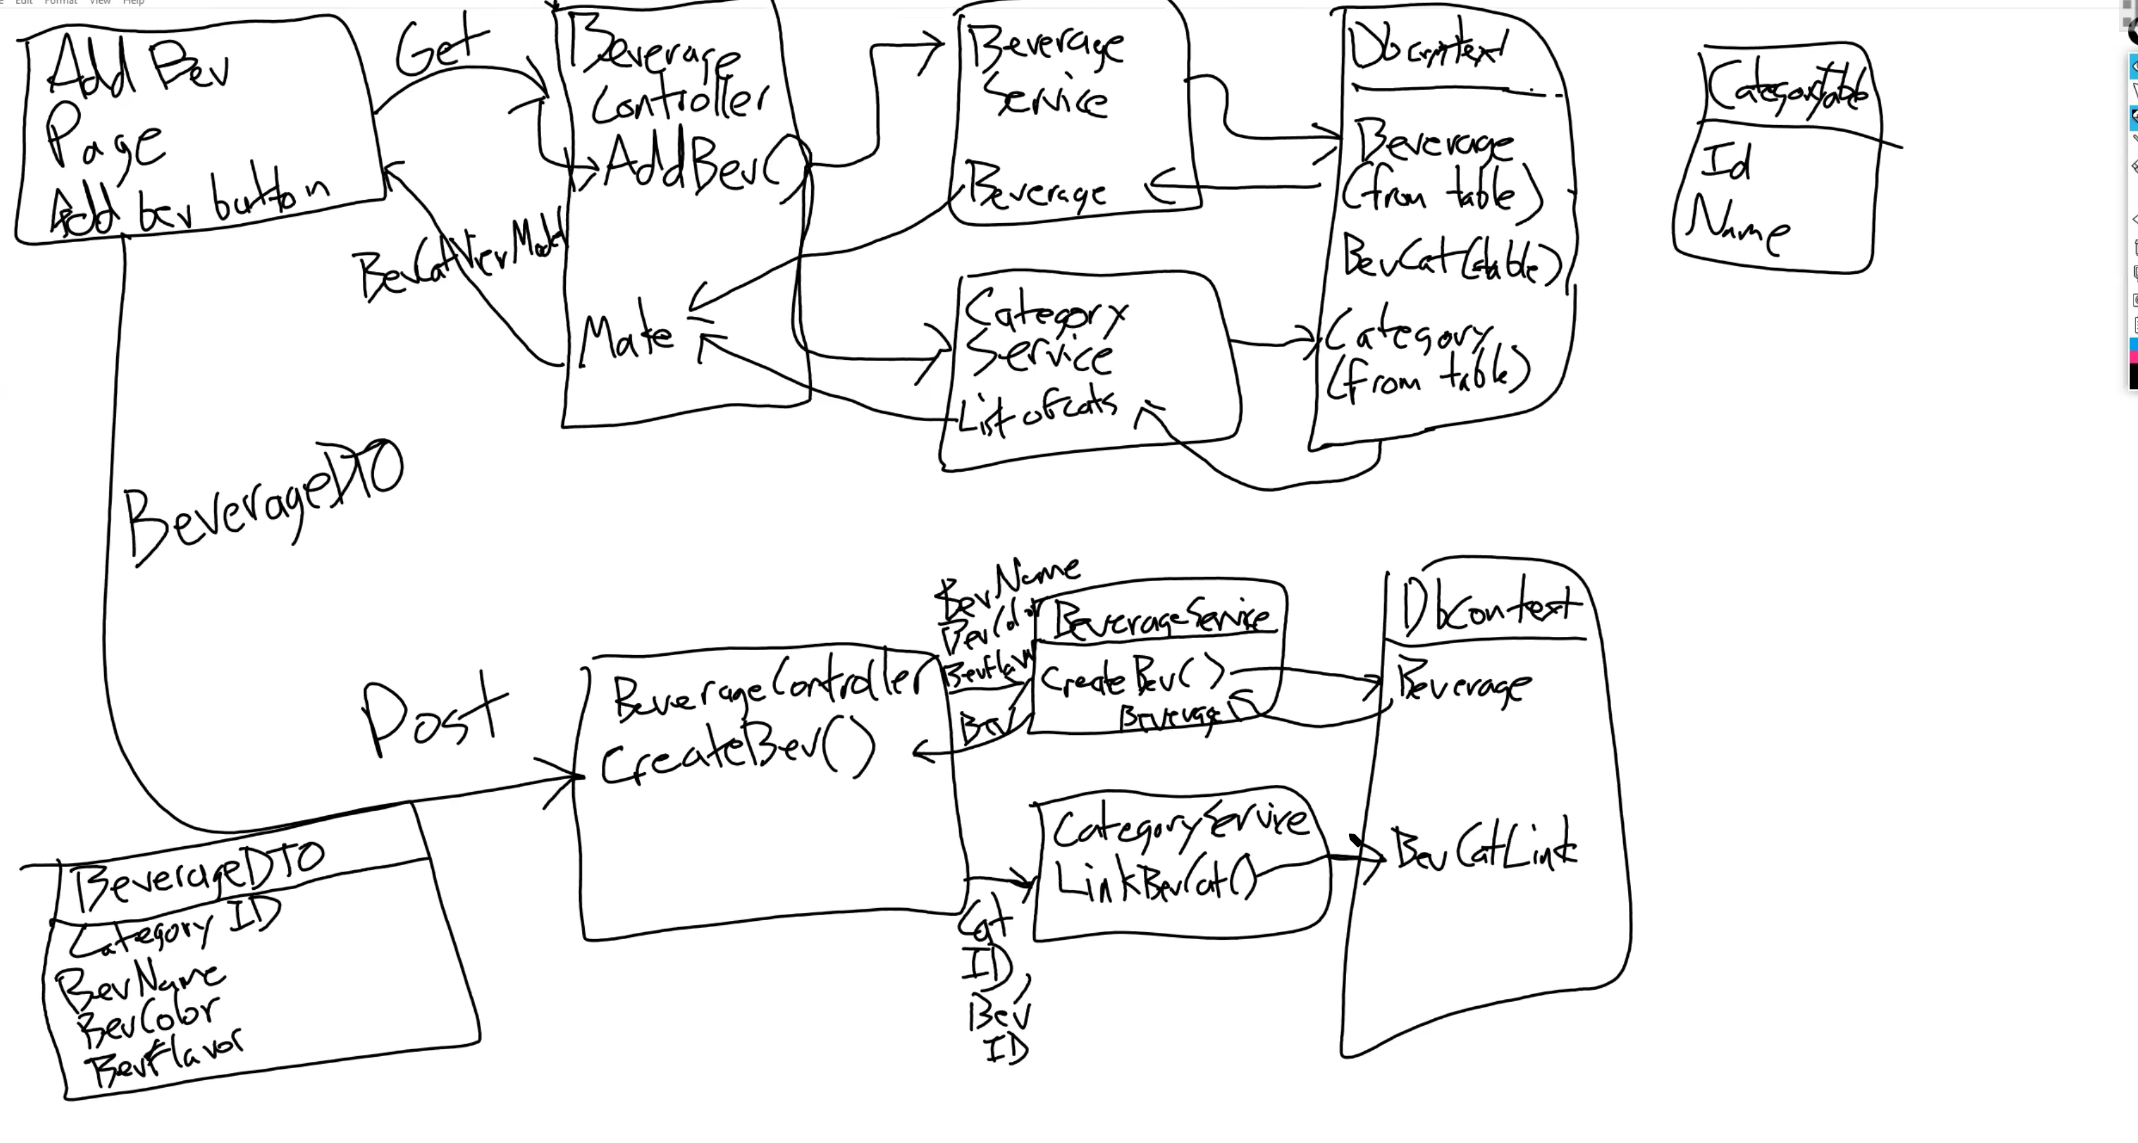 Edit Format View Help
Add Bev
Page
Add bev button
Get
Beverage
Controller
AddBev()
BevCatViewModel
Make
Beverage
Service
Beverage
Category
Service
List of cats
Dbcontext
Beverage
(from table)
BevCat (table)
Category
(from table)
CategoryTable
Id
Name
BeverageDTO
Post
BeverageDTO
Category ID
BevName
BevColor
BevFlavor
BeverageController
CreateBev()
BevName
BevColor
BevFlav
Bev
BeverageService
CreateBev()
Beverage
CategoryService
LinkBevCat()
Cat
ID,
Bev
ID
Dbcontext
Beverage
BevCatLink